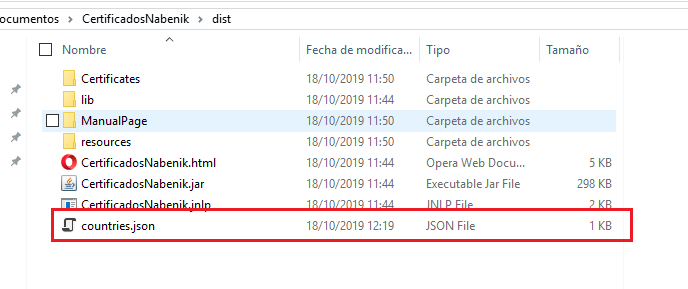 ocumentos > CertificadosNabenik > dist
Nombre Fecha de modifica... Tipo Tamaño
Certificates 18/10/2019 11:50 Carpeta de archivos
lib 18/10/2019 11:44 Carpeta de archivos
ManualPage 18/10/2019 11:50 Carpeta de archivos
resources 18/10/2019 11:50 Carpeta de archivos
CertificadosNabenik.html 18/10/2019 11:44 Opera Web Docu... 5 KB
CertificadosNabenik.jar 18/10/2019 11:44 Executable Jar File 298 KB
CertificadosNabenik.jnlp 18/10/2019 11:44 JNLP File 2 KB
countries.json 18/10/2019 12:19 JSON File 1 KB